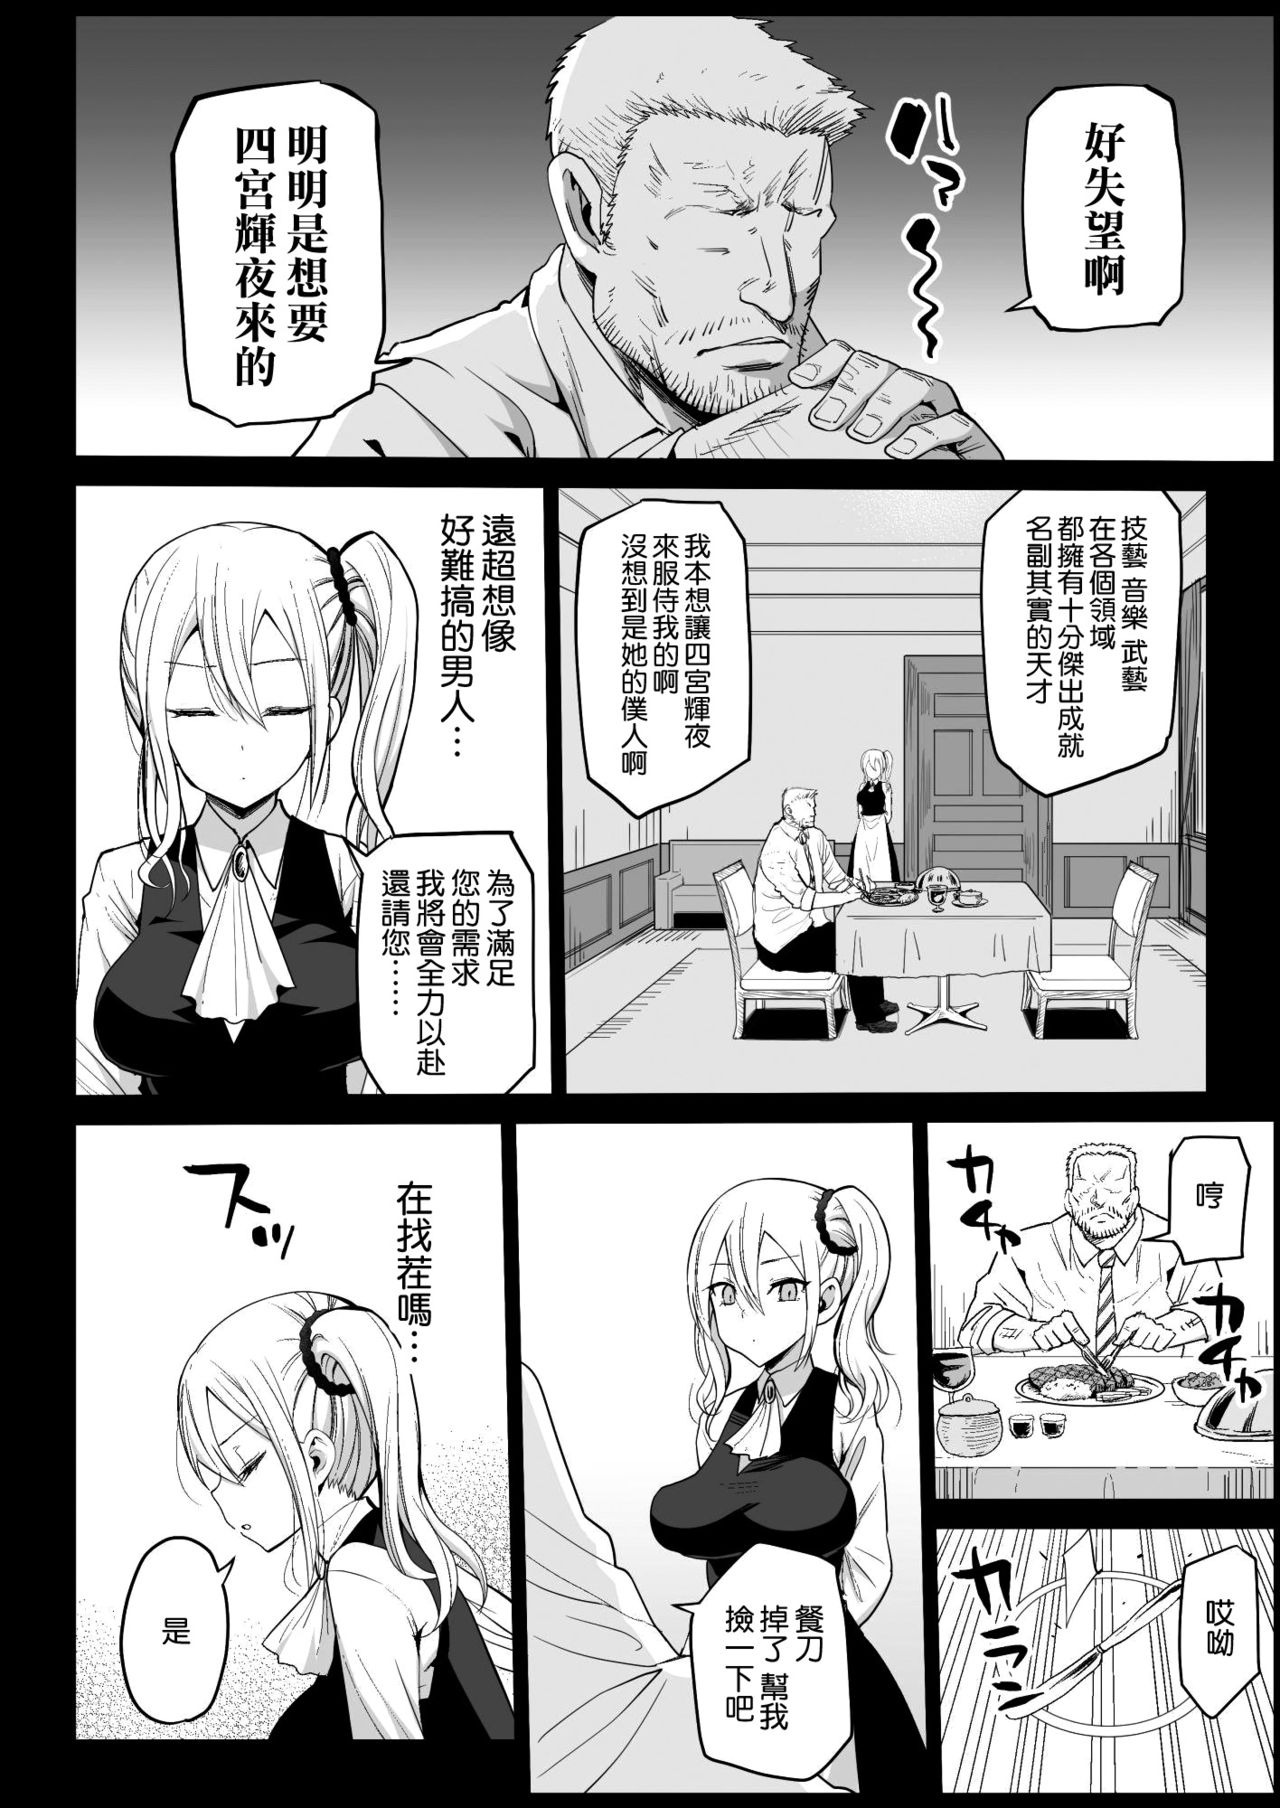 好失望啊
ハァ〜〜
明明是想要
四宮輝夜來的
技藝 音樂 武藝
在各個領域
都擁有十分傑出成就
名副其實的天才
我本想讓四宮輝夜
來服侍我的啊
沒想到是她的僕人啊
遠超想像
好難搞的男人…
為了滿足
您的需求
我將會全力以赴
還請您……
哼
カチャ
カチャ
哎呦
カラン
餐刀
掉了 幫我
撿一下吧
在找茬嗎…
スッ
是